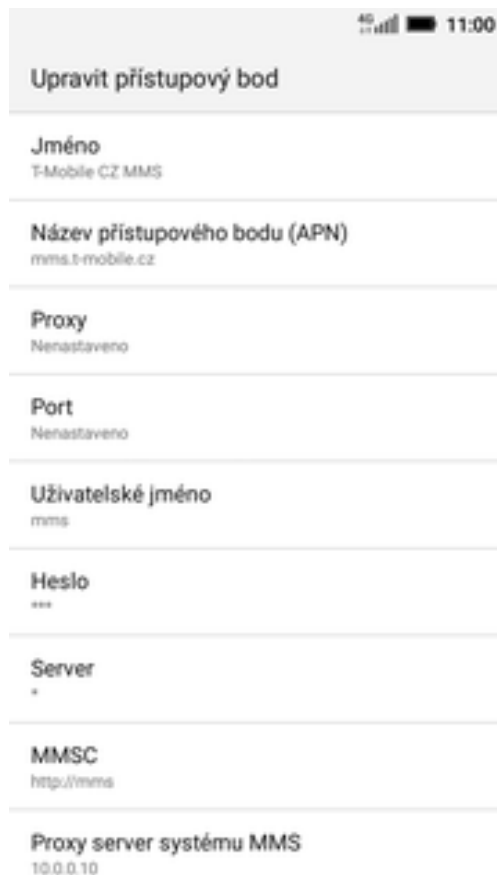 4G 11:00
Upravit přístupový bod
Jméno
T-Mobile CZ MMS
Název přístupového bodu (APN)
mms.t-mobile.cz
Proxy
Nenastaveno
Port
Nenastaveno
Uživatelské jméno
mms
Heslo
***
Server
*
MMSC
http://mms
Proxy server systému MMS
10.0.0.10